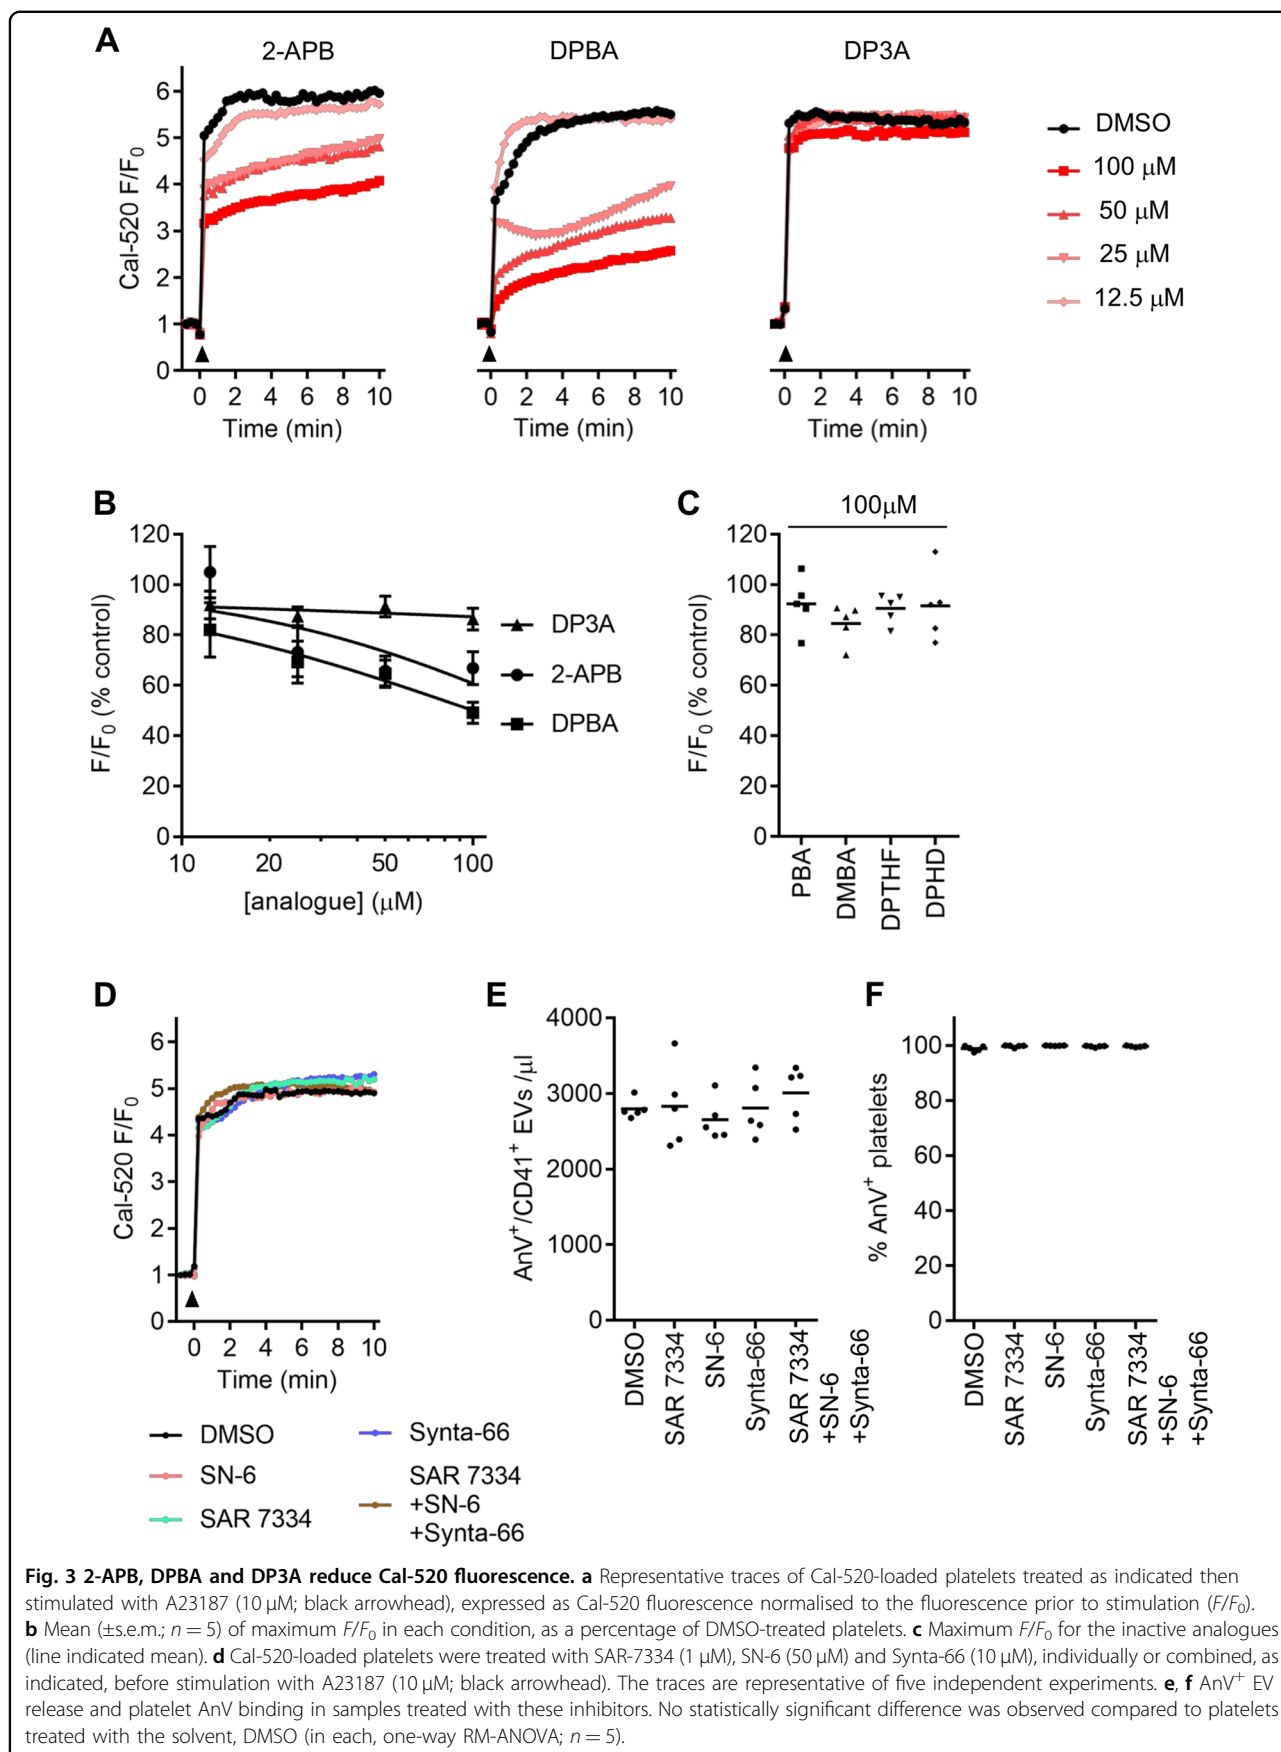 A
2-APB
DPBA
DP3A
Cal-520 F/F0
6
5
4
3
2
1
0
0 2 4 6 8 10
0 2 4 6 8 10
0 2 4 6 8 10
Time (min)
Time (min)
Time (min)
DMSO
100 μM
50 μM
25 μM
12.5 μM
B
F/F0 (% control)
120
100
80
60
40
20
0
10 20 50 100
[analogue] (μM)
DP3A
2-APB
DPBA
C
100μM
F/F0 (% control)
120
100
80
60
40
20
0
PBA
DMBA
DPTHF
DPHD
D
Cal-520 F/F0
6
5
4
5
2
1
0
0 2 4 6 8 10
Time (min)
DMSO
SN-6
SAR 7334
Synta-66
SAR 7334
+SN-6
+Synta-66
E
AnV+/CD41+ EVs /μl
4000
3000
2000
1000
0
DMSO
SAR 7334
SN-6
Synta-66
SAR 7334
+SN-6
+Synta-66
F
% AnV+ platelets
100
80
60
40
20
0
DMSO
SAR 7334
SN-6
Synta-66
SAR 7334
+SN-6
+Synta-66
Fig. 3 2-APB, DPBA and DP3A reduce Cal-520 fluorescence. a Representative traces of Cal-520-loaded platelets treated as indicated then
stimulated with A23187 (10 μM; black arrowhead), expressed as Cal-520 fluorescence normalised to the fluorescence prior to stimulation (F/F0).
b Mean (±s.e.m.; n = 5) of maximum F/F0 in each condition, as a percentage of DMSO-treated platelets. c Maximum F/F0 for the inactive analogues
(line indicated mean). d Cal-520-loaded platelets were treated with SAR-7334 (1 μM), SN-6 (50 μM) and Synta-66 (10 μM), individually or combined, as
indicated, before stimulation with A23187 (10 μM; black arrowhead). The traces are representative of five independent experiments. e, f AnV+ EV
release and platelet AnV binding in samples treated with these inhibitors. No statistically significant difference was observed compared to platelets
treated with the solvent, DMSO (in each, one-way RM-ANOVA; n = 5).